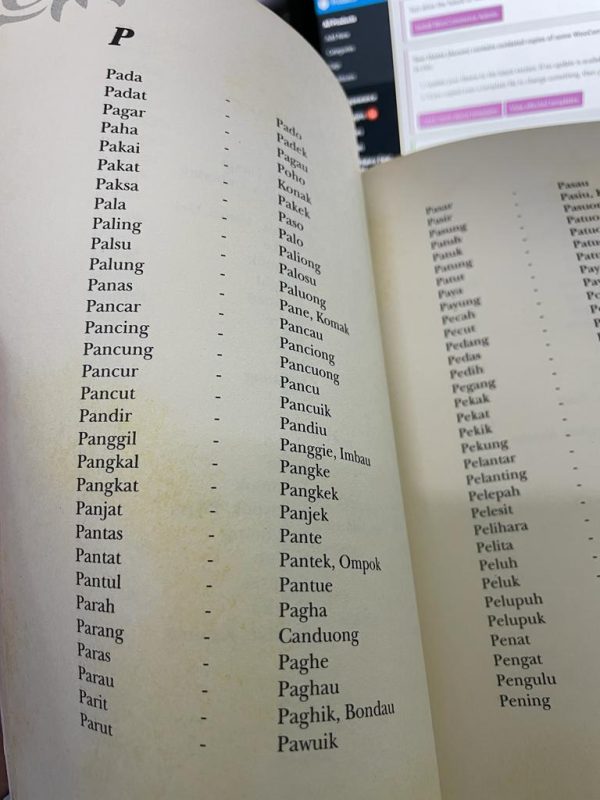 P
Pada - Pado
Padat - Padek
Pagar - Pagau
Paha - Poho
Pakai - Konak
Pakat - Pakek
Paksa - Paso
Pala - Palo
Paling - Paliong
Palsu - Palosu
Palung - Paluong
Panas - Pane, Komak
Pancar - Pancau
Pancing - Panciong
Pancung - Pancuong
Pancur - Pancu
Pancut - Pancuik
Pandir - Pandiu
Panggil - Panggie, Imbau
Pangkal - Pangke
Pangkat - Pangkek
Panjat - Panjek
Pantas - Pante
Pantat - Pantek, Ompok
Pantul - Pantue
Parah - Pagha
Parang - Canduong
Paras - Paghe
Parau - Paghau
Parit - Paghik, Bondau
Parut - Pawuik
Pasar - Pasau
Pasir - Pasiu,
Pasung -
Patuh -
Patuk -
Patung -
Patut -
Paya -
Payung -
Pecah -
Pecut -
Pedang -
Pedas -
Pedih -
Pegang -
Pekak -
Pekat -
Pekik -
Pekung -
Pelantar -
Pelanting -
Pelepah -
Pelesit -
Pelihara -
Pelita -
Peluh -
Peluk -
Pelupuh
Pelupuk
Penat
Pengat
Pengulu
Pening